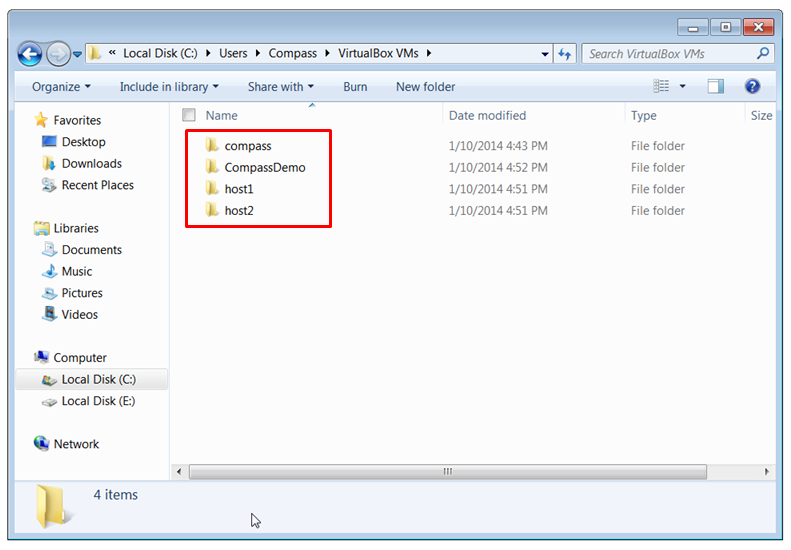 « Local Disk (C:) ▸ Users ▸ Compass ▸ VirtualBox VMs ▸ Search VirtualBox VMs
Organize Include in library Share with Burn New folder
Name Date modified Type Size
Favorites
Desktop
Downloads
Recent Places
Libraries
Documents
Music
Pictures
Videos
Computer
Local Disk (C:)
Local Disk (E:)
Network
compass 1/10/2014 4:43 PM File folder
CompassDemo 1/10/2014 4:52 PM File folder
host1 1/10/2014 4:51 PM File folder
host2 1/10/2014 4:51 PM File folder
4 items